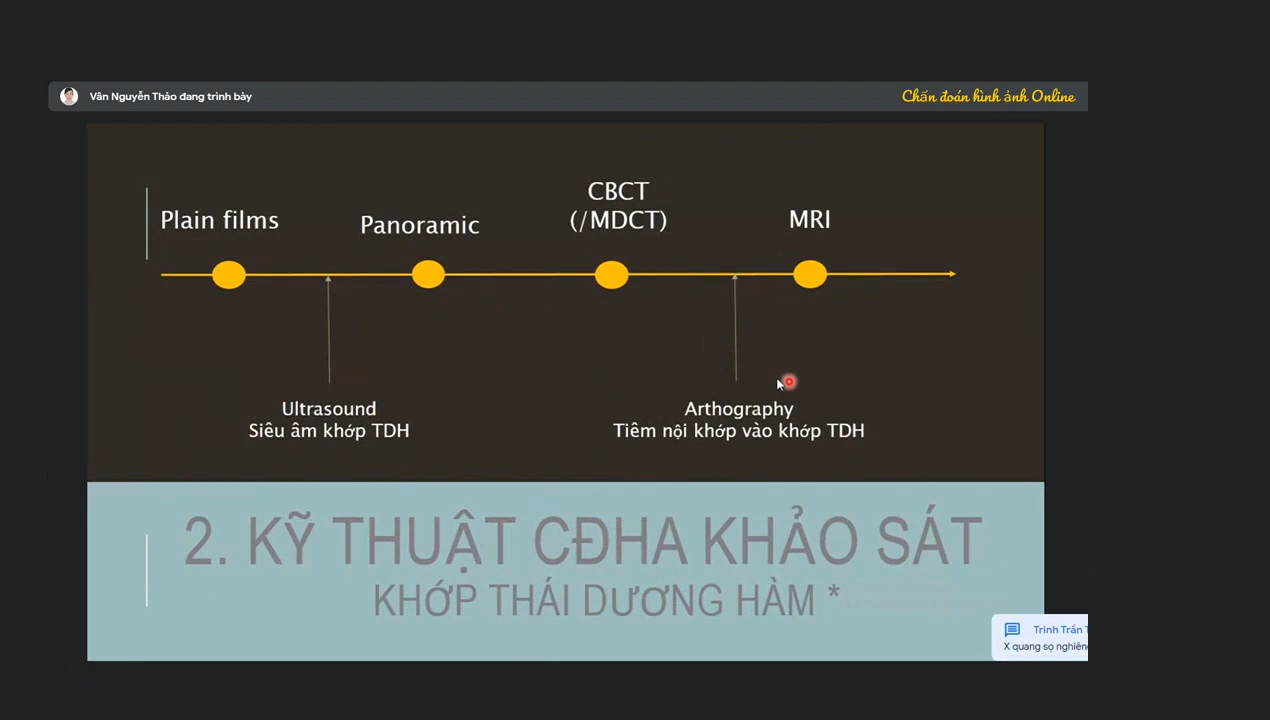 Vân Nguyễn Thảo đang trình bày
Chẩn đoán hình ảnh Online
Plain films
Panoramic
CBCT
(/MDCT)
MRI
Ultrasound
Siêu âm khớp TDH
Arthography
Tiêm nội khớp vào khớp TDH
2. KỸ THUẬT CĐHA KHẢO SÁT
KHỚP THÁI DƯƠNG HÀM *
Trinh Trần
X quang sọ